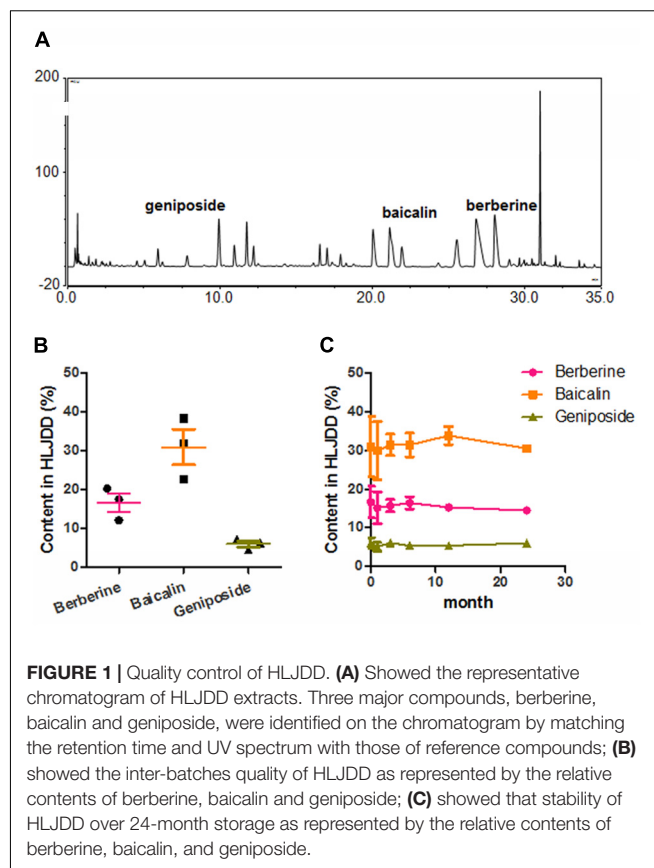 A
200
100
-20
geniposide
baicalin
berberine
0.0 10.0 20.0 25.0 30.0 35.0
B
Content in HLJDD (%)
50
40
30
20
10
0
Berberine
Baicalin
Geniposide
C
Content in HLJDD (%)
50
40
30
20
10
0
0 10 20 30
month
Berberine
Baicalin
Geniposide
FIGURE 1 | Quality control of HLJDD. (A) Showed the representative
chromatogram of HLJDD extracts. Three major compounds, berberine,
baicalin and geniposide, were identified on the chromatogram by matching
the retention time and UV spectrum with those of reference compounds; (B)
showed the inter-batches quality of HLJDD as represented by the relative
contents of berberine, baicalin and geniposide; (C) showed that stability of
HLJDD over 24-month storage as represented by the relative contents of
berberine, baicalin, and geniposide.